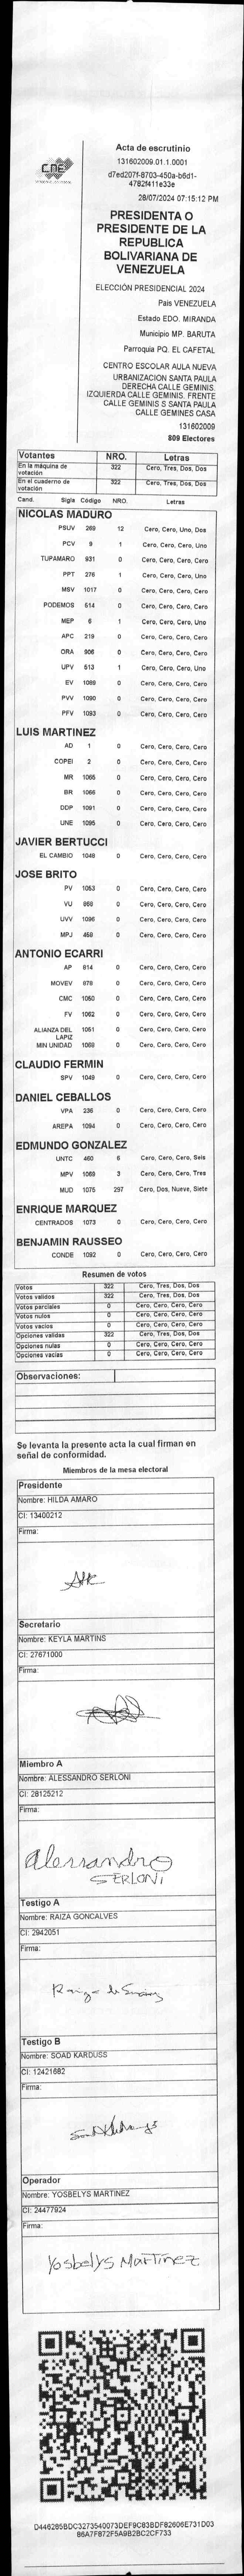 CNE
Acta de escrutinio
131602009.01.1.0001
d7ed207f-8703-450a-b6d1-
4782f411e33e
28/07/2024 07:15:12 PM
PRESIDENTA O
PRESIDENTE DE LA
REPUBLICA
BOLIVARIANA DE
VENEZUELA
ELECCIÓN PRESIDENCIAL 2024
Pais VENEZUELA
Estado EDO. MIRANDA
Municipio MP. BARUTA
Parroquia PQ. EL CAFETAL
CENTRO ESCOLAR AULA NUEVA
URBANIZACION SANTA PAULA
DERECHA CALLE GEMINIS.
IZQUIERDA CALLE GEMINIS. FRENTE
CALLE GEMINIS S SANTA PAULA
CALLE GEMINES CASA
131602009
809 Electores
Votantes NRO. Letras
En la máquina de votación 322 Cero, Tres, Dos, Dos
En el cuaderno de votación 322 Cero, Tres, Dos, Dos
Cand. Sigla Código NRO. Letras
NICOLAS MADURO
PSUV 269 12 Cero, Cero, Uno, Dos
PCV 9 1 Cero, Cero, Cero, Uno
TUPAMARO 931 0 Cero, Cero, Cero, Cero
PPT 276 1 Cero, Cero, Cero, Uno
MSV 1017 0 Cero, Cero, Cero, Cero
PODEMOS 514 0 Cero, Cero, Cero, Cero
MEP 6 1 Cero, Cero, Cero, Uno
APC 219 0 Cero, Cero, Cero, Cero
ORA 906 0 Cero, Cero, Cero, Cero
UPV 513 1 Cero, Cero, Cero, Uno
EV 1089 0 Cero, Cero, Cero, Cero
PVV 1090 0 Cero, Cero, Cero, Cero
PFV 1093 0 Cero, Cero, Cero, Cero
LUIS MARTINEZ
AD 1 0 Cero, Cero, Cero, Cero
COPEI 2 0 Cero, Cero, Cero, Cero
MR 1065 0 Cero, Cero, Cero, Cero
BR 1066 0 Cero, Cero, Cero, Cero
DDP 1091 0 Cero, Cero, Cero, Cero
UNE 1095 0 Cero, Cero, Cero, Cero
JAVIER BERTUCCI
EL CAMBIO 1048 0 Cero, Cero, Cero, Cero
JOSE BRITO
PV 1053 0 Cero, Cero, Cero, Cero
VU 868 0 Cero, Cero, Cero, Cero
UVV 1096 0 Cero, Cero, Cero, Cero
MPJ 458 0 Cero, Cero, Cero, Cero
ANTONIO ECARRI
AP 814 0 Cero, Cero, Cero, Cero
MOVEV 878 0 Cero, Cero, Cero, Cero
CMC 1050 0 Cero, Cero, Cero, Cero
FV 1062 0 Cero, Cero, Cero, Cero
ALIANZA DEL LAPIZ 1051 0 Cero, Cero, Cero, Cero
MIN UNIDAD 1068 0 Cero, Cero, Cero, Cero
CLAUDIO FERMIN
SPV 1049 0 Cero, Cero, Cero, Cero
DANIEL CEBALLOS
VPA 236 0 Cero, Cero, Cero, Cero
AREPA 1094 0 Cero, Cero, Cero, Cero
EDMUNDO GONZALEZ
UNTC 460 6 Cero, Cero, Cero, Seis
MPV 1069 3 Cero, Cero, Cero, Tres
MUD 1075 297 Cero, Dos, Nueve, Siete
ENRIQUE MARQUEZ
CENTRADOS 1073 0 Cero, Cero, Cero, Cero
BENJAMIN RAUSSEO
CONDE 1092 0 Cero, Cero, Cero, Cero
Resumen de votos
Votos 322 Cero, Tres, Dos, Dos
Votos validos 322 Cero, Tres, Dos, Dos
Votos parciales 0 Cero, Cero, Cero, Cero
Votos nulos 0 Cero, Cero, Cero, Cero
Votos vacios 0 Cero, Cero, Cero, Cero
Opciones validas 322 Cero, Tres, Dos, Dos
Opciones nulas 0 Cero, Cero, Cero, Cero
Opciones vacias 0 Cero, Cero, Cero, Cero
Observaciones:
Se levanta la presente acta la cual firman en
señal de conformidad.
Miembros de la mesa electoral
Presidente
Nombre: HILDA AMARO
CI: 13400212
Firma:
Secretario
Nombre: KEYLA MARTINS
CI: 27671000
Firma:
Miembro A
Nombre: ALESSANDRO SERLONI
CI: 28125212
Firma:
Alessandro
SERLONI
Testigo A
Nombre: RAIZA GONCALVES
CI: 2942051
Firma:
Testigo B
Nombre: SOAD KARDUSS
CI: 12421682
Firma:
Operador
Nombre: YOSBELYS MARTINEZ
CI: 24477924
Firma:
Yosbelys Martínez
D446285BDC3273540073DEF9C83BDF82606E731D03
86A7F872F5A9B2BC2CF733